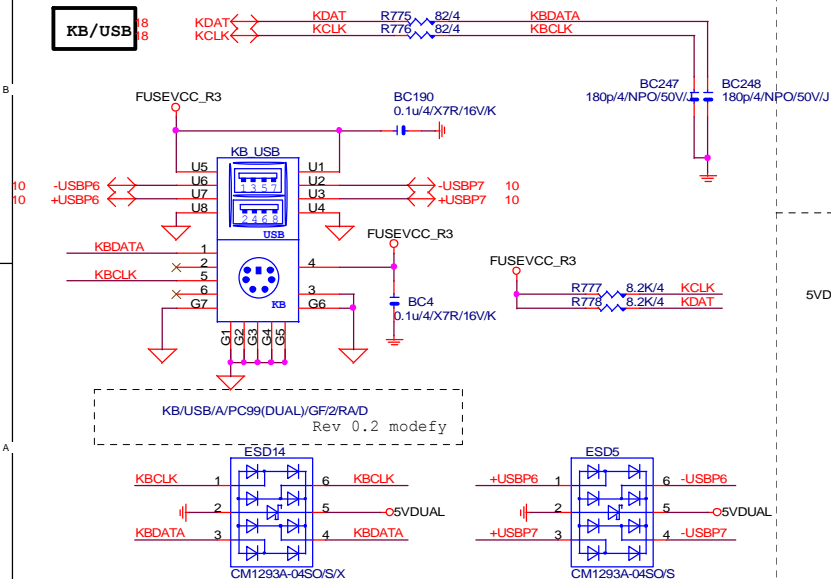 KB/USB
18 KDAT KDAT R775 82/4 KBDATA
18 KCLK KCLK R776 82/4 KBCLK
B
FUSEVCC_R3
BC190
0.1u/4/X7R/16V/K
BC247
180p/4/NPO/50V/J
BC248
180p/4/NPO/50V/J
KB_USB
U5 U1
10 -USBP6 U6 U2 -USBP7 10
10 +USBP6 U7 U3 +USBP7 10
U8 U4
1 3 5 7
2 4 6 8
USB
FUSEVCC_R3
KBDATA 1
2 4
KBCLK 5
6 3
G7 G6
KB
G1 G2 G3 G4 G5
BC4
0.1u/4/X7R/16V/K
FUSEVCC_R3
R777 8.2K/4 KCLK
R778 8.2K/4 KDAT
5VD
KB/USB/A/PC99(DUAL)/GF/2/RA/D
Rev 0.2 modefy
A
ESD14
KBCLK 1 6 KBCLK
2 5 5VDUAL
KBDATA 3 4 KBDATA
CM1293A-04SO/S/X
ESD5
+USBP6 1 6 -USBP6
2 5 5VDUAL
+USBP7 3 4 -USBP7
CM1293A-04SO/S